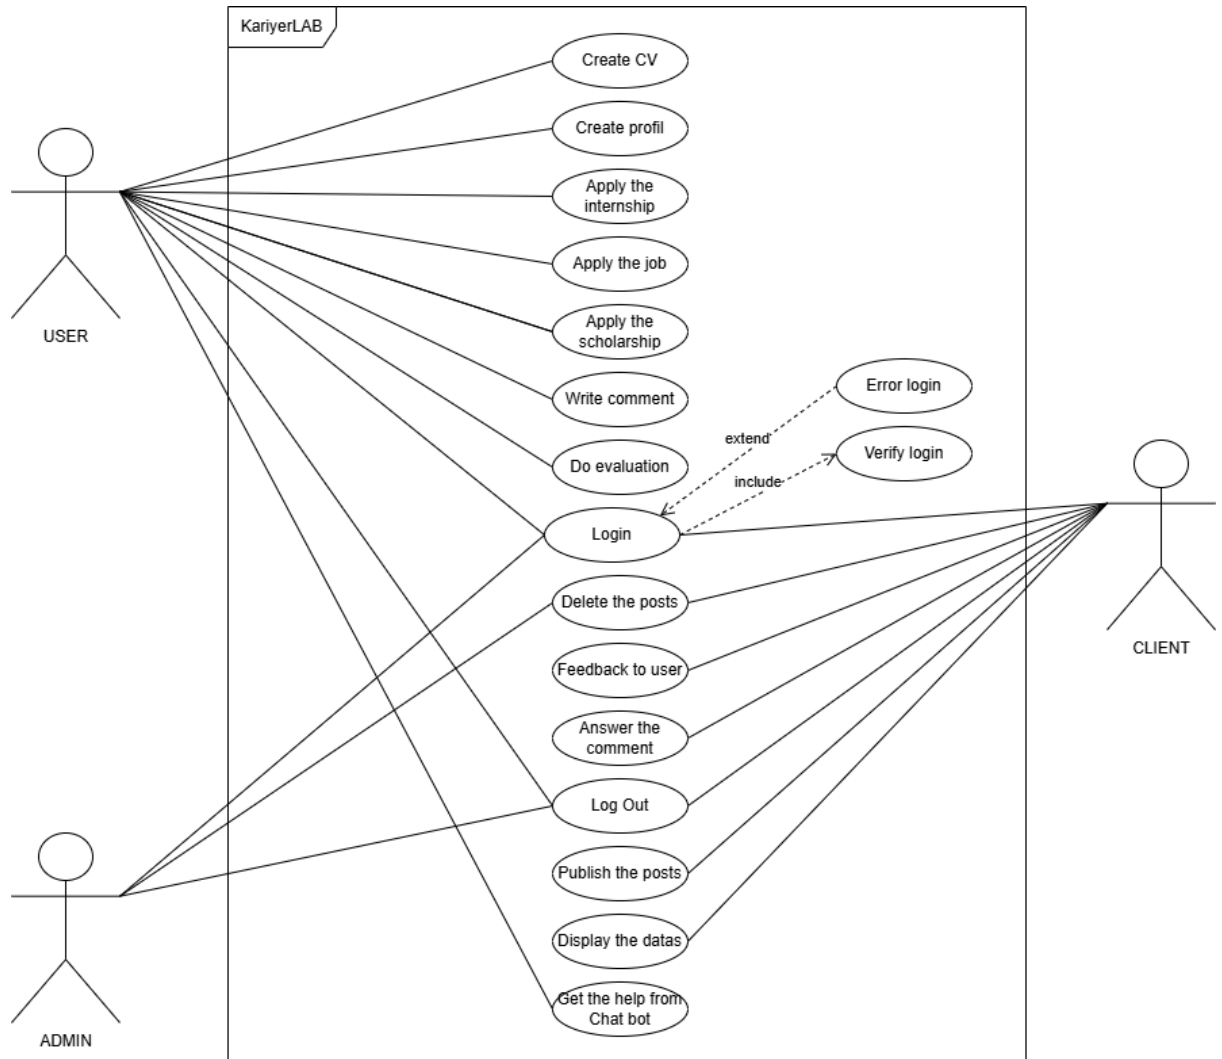 KariyerLAB
Create CV
Create profil
Apply the
internship
Apply the job
USER
Apply the
scholarship
Write comment
Error login
extend
Verify login
Do evaluation
include
Login
Delete the posts
CLIENT
Feedback to user
Answer the
comment
Log Out
Publish the posts
Display the datas
Get the help from
Chat bot
ADMIN